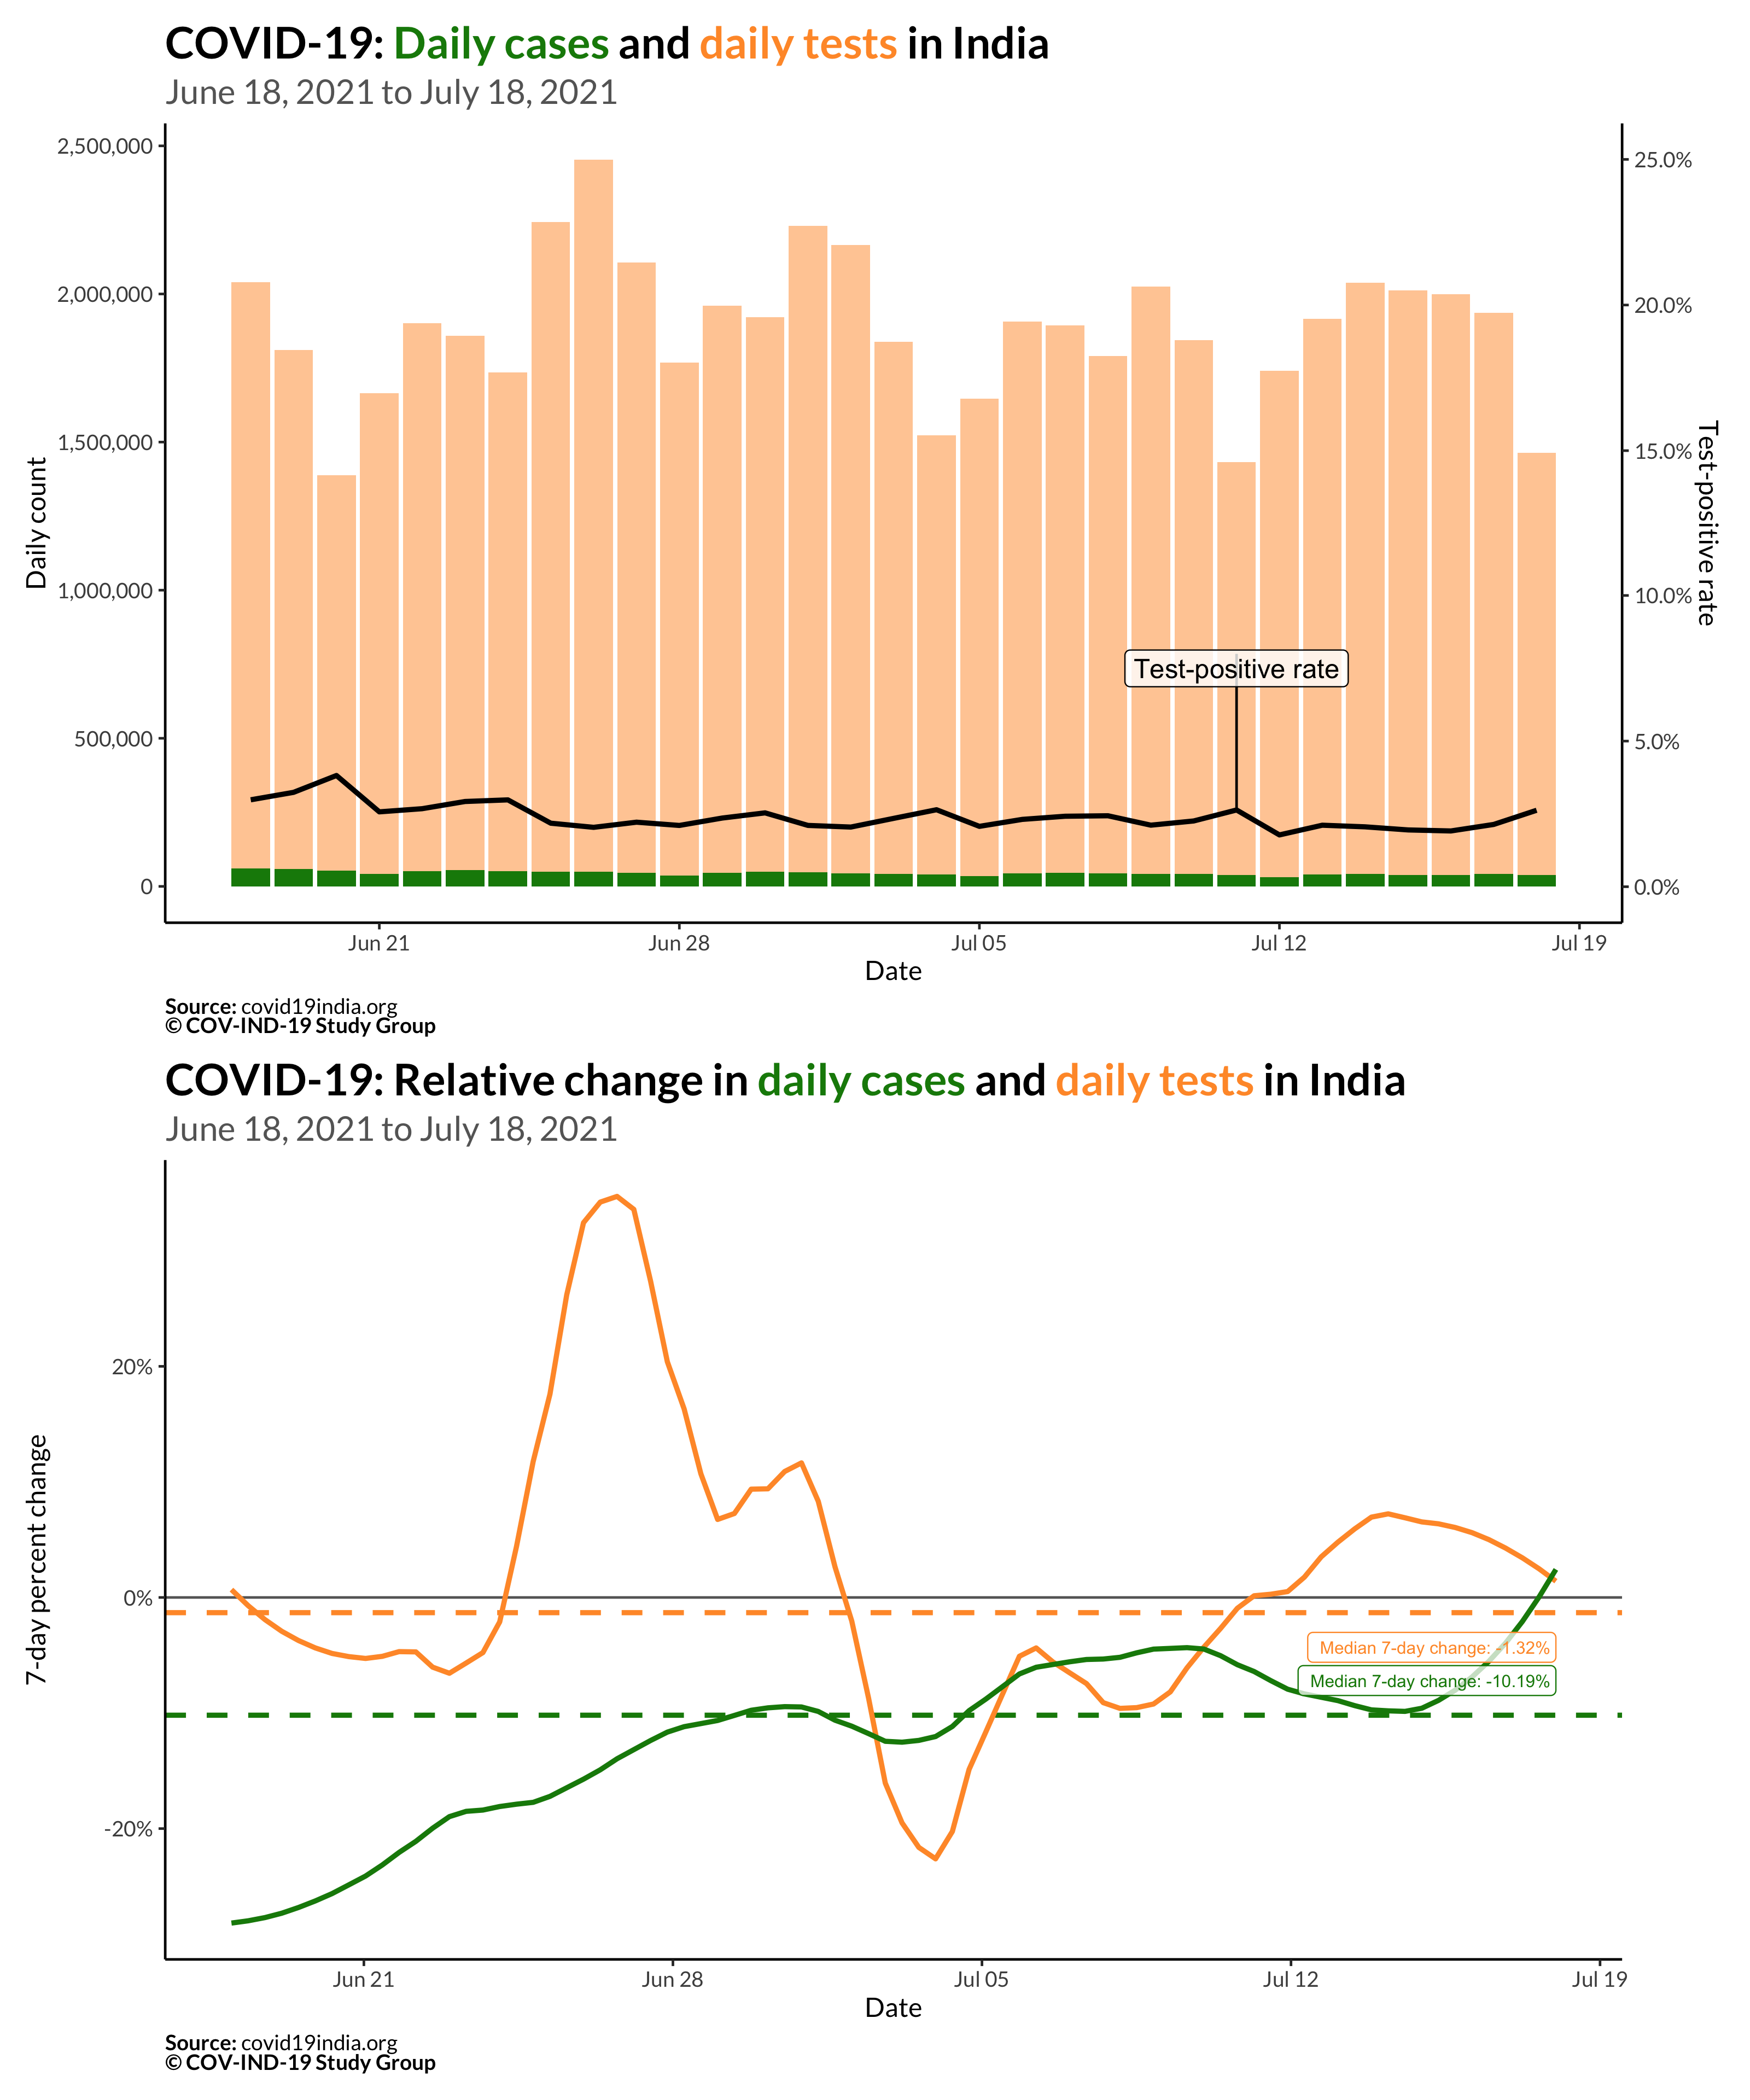 COVID-19: Daily cases and daily tests in India
June 18, 2021 to July 18, 2021
2,500,000
2,000,000
1,500,000
1,000,000
500,000
0
Daily count
25.0%
20.0%
15.0%
10.0%
5.0%
0.0%
Test-positive rate
Test-positive rate
Jun 21
Jun 28
Jul 05
Jul 12
Jul 19
Date
Source: covid19india.org
© COV-IND-19 Study Group
COVID-19: Relative change in daily cases and daily tests in India
June 18, 2021 to July 18, 2021
20%
0%
-20%
7-day percent change
Median 7-day change: -1.32%
Median 7-day change: -10.19%
Jun 21
Jun 28
Jul 05
Jul 12
Jul 19
Date
Source: covid19india.org
© COV-IND-19 Study Group